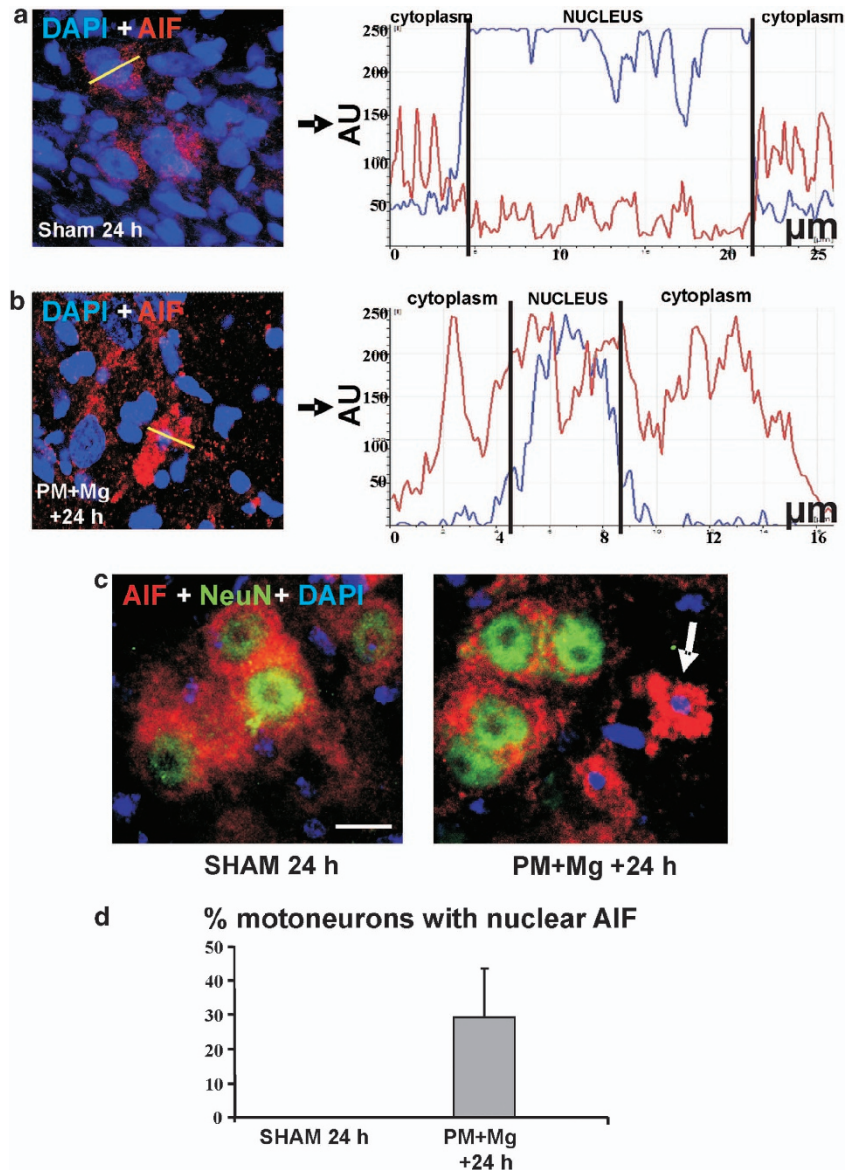 a
DAPI + AIF
Sham 24 h
cytoplasm NUCLEUS cytoplasm
AU
250
200
150
100
50
0 10 20 25
µm
b
DAPI + AIF
PM+Mg
+24 h
cytoplasm NUCLEUS cytoplasm
AU
250
200
150
100
50
0 2 4 6 8 12 16
µm
c
AIF + NeuN+ DAPI
SHAM 24 h
PM+Mg +24 h
d
% motoneurons with nuclear AIF
50
40
30
20
10
0
SHAM 24 h
PM+Mg
+24 h